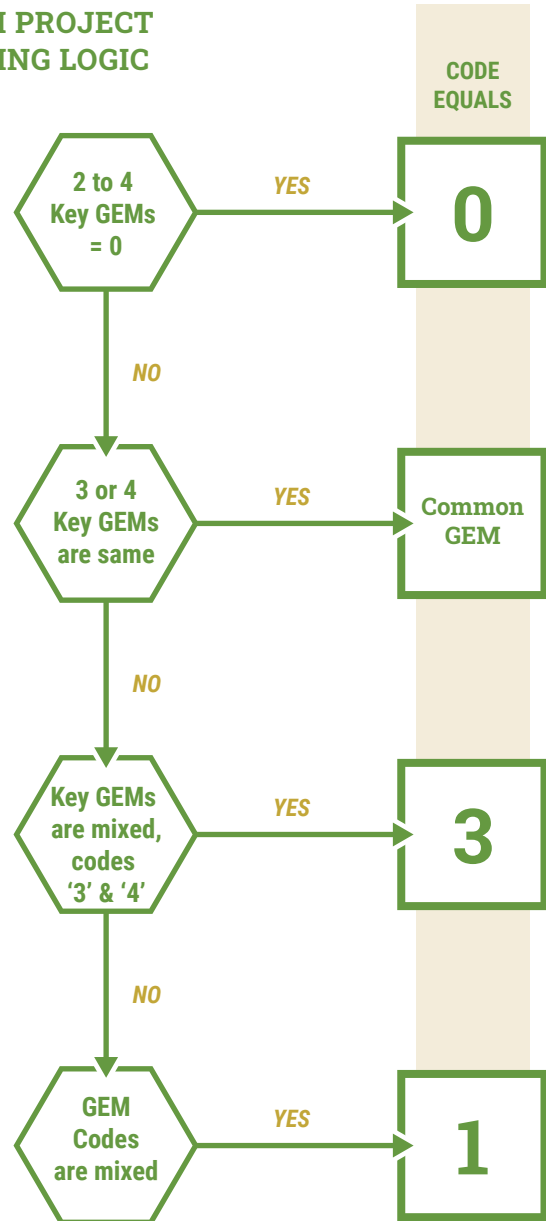 PROJECT
LOGIC
CODE
EQUALS
2 to 4
Key GEMs
= 0
YES
0
NO
3 or 4
Key GEMs
are same
YES
Common
GEM
NO
Key GEMs
are mixed,
codes
‘3’ & ‘4’
YES
3
NO
GEM
Codes
are mixed
YES
1